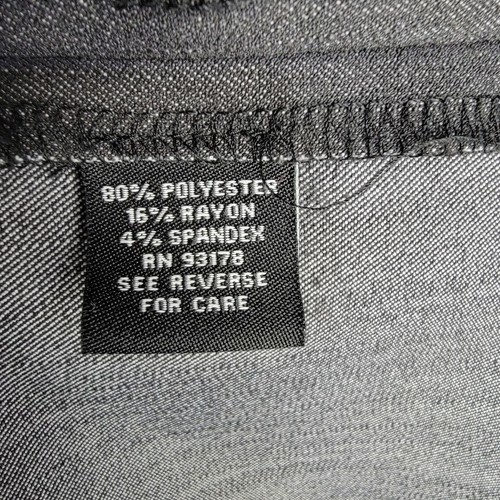 80% POLYESTER
16% RAYON
4% SPANDEX
RN 93178
SEE REVERSE
FOR CARE